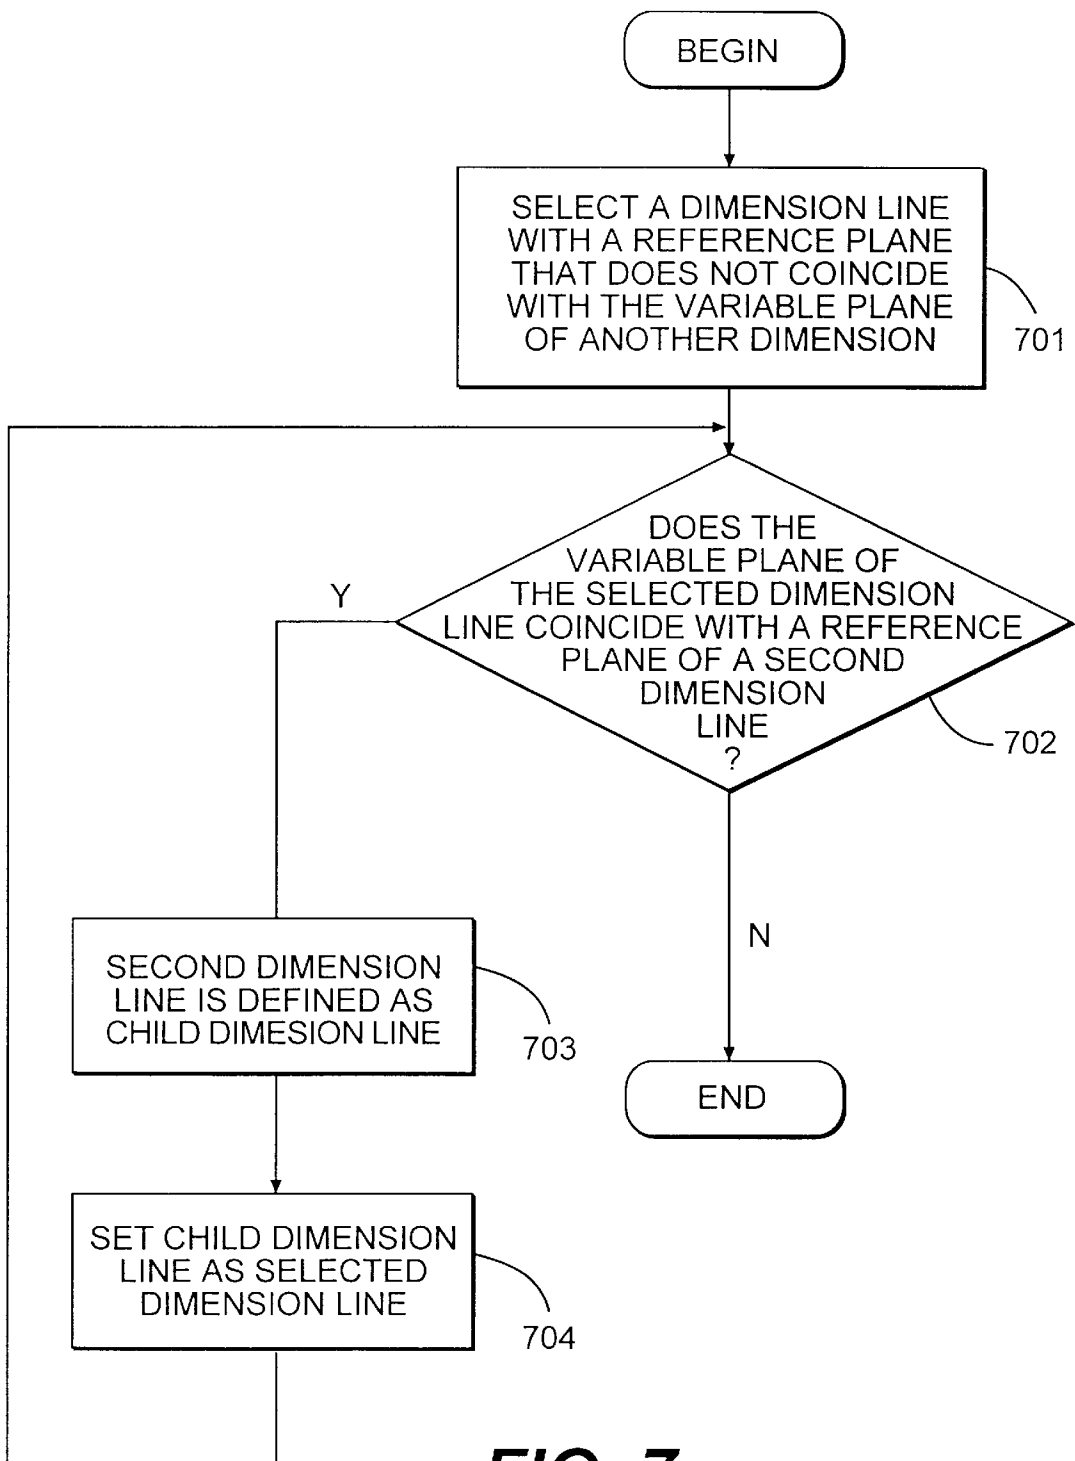 BEGIN
SELECT A DIMENSION LINE
WITH A REFERENCE PLANE
THAT DOES NOT COINCIDE
WITH THE VARIABLE PLANE
OF ANOTHER DIMENSION
701
DOES THE
VARIABLE PLANE OF
THE SELECTED DIMENSION
LINE COINCIDE WITH A REFERENCE
PLANE OF A SECOND
DIMENSION
LINE
?
702
Y
N
SECOND DIMENSION
LINE IS DEFINED AS
CHILD DIMESION LINE
703
END
SET CHILD DIMENSION
LINE AS SELECTED
DIMENSION LINE
704
FIG. 7